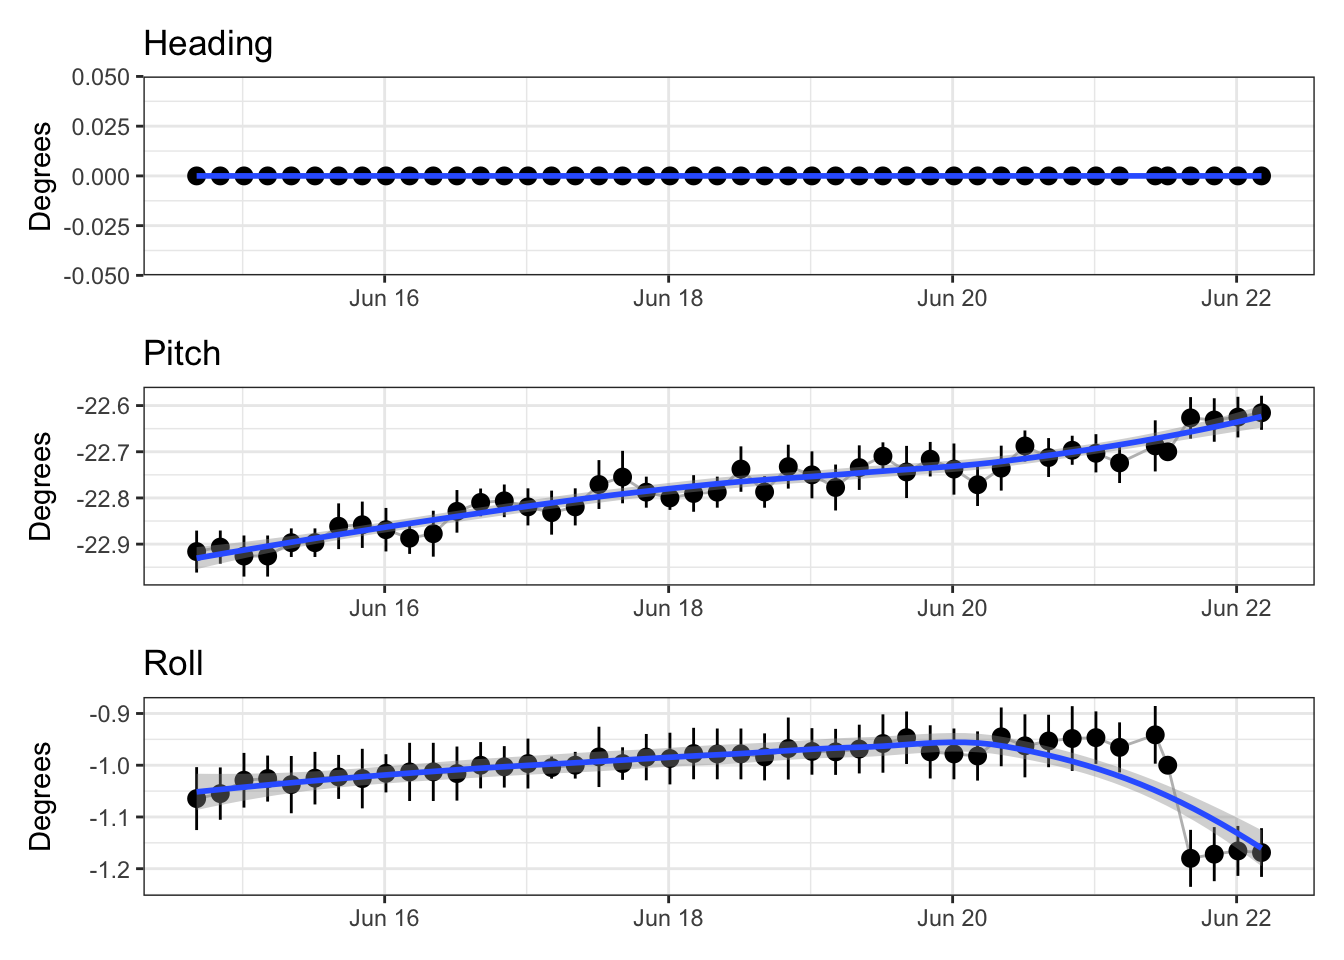 Heading
Degrees
0.050
0.025
0.000
-0.025
-0.050
Jun 16 Jun 18 Jun 20 Jun 22
Pitch
Degrees
-22.6
-22.7
-22.8
-22.9
Jun 16 Jun 18 Jun 20 Jun 22
Roll
Degrees
-0.9
-1.0
-1.1
-1.2
Jun 16 Jun 18 Jun 20 Jun 22